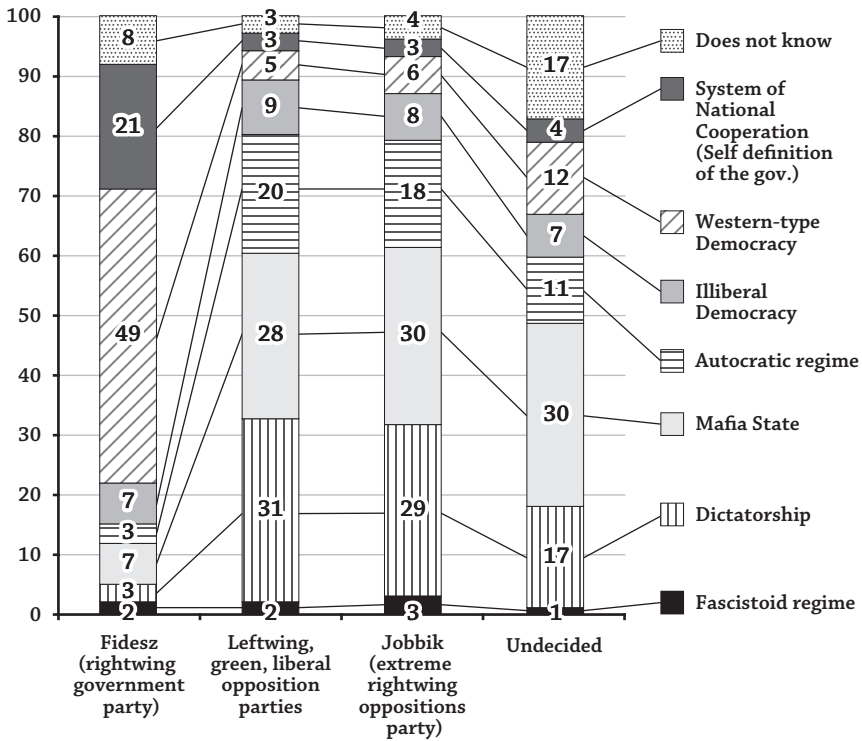 100
90
80
70
60
50
40
30
20
10
0
8
21
49
7
3
7
3
2
3
3
5
9
20
28
31
2
4
3
6
8
18
30
29
3
17
4
12
7
11
30
17
1
Fidesz
(rightwing
government
party)
Leftwing,
green, liberal
opposition
parties
Jobbik
(extreme
rightwing
oppositions
party)
Undecided
Does not know
System of
National
Cooperation
(Self definition
of the gov.)
Western-type
Democracy
Illiberal
Democracy
Autocratic regime
Mafia State
Dictatorship
Fascistoid regime